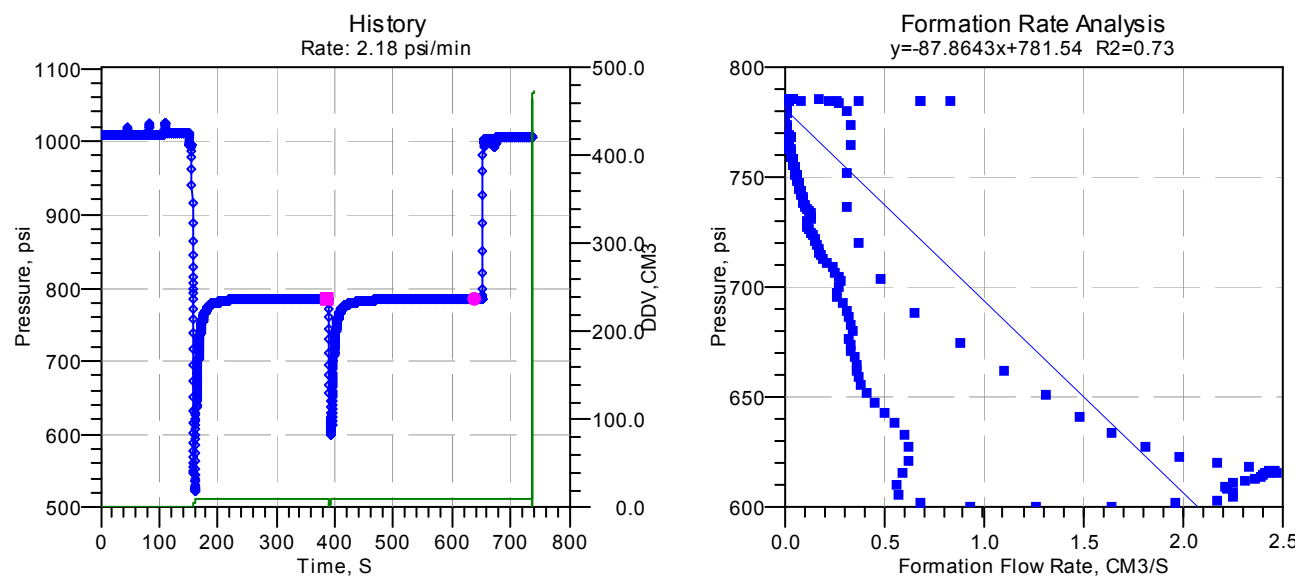 History
Rate: 2.18 psi/min
1100
1000
900
800
700
600
500
Pressure, psi
500.0
400.0
300.0
200.0
100.0
0.0
DDV,CM3
0 100 200 300 400 500 600 700 800
Time, S
Formation Rate Analysis
y=-87.8643x+781.54 R2=0.73
800
750
700
650
600
Pressure, psi
0.0 0.5 1.0 1.5 2.0 2.5
Formation Flow Rate, CM3/S